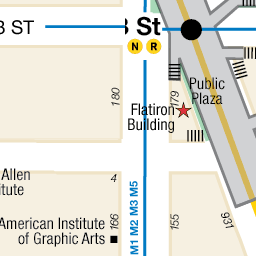 3 ST
3 St
N R
180
179
Public
Plaza
Flatiron
Building
Allen
itute
4
American Institute
of Graphic Arts
166
M1 M2 M3 M5
155
931